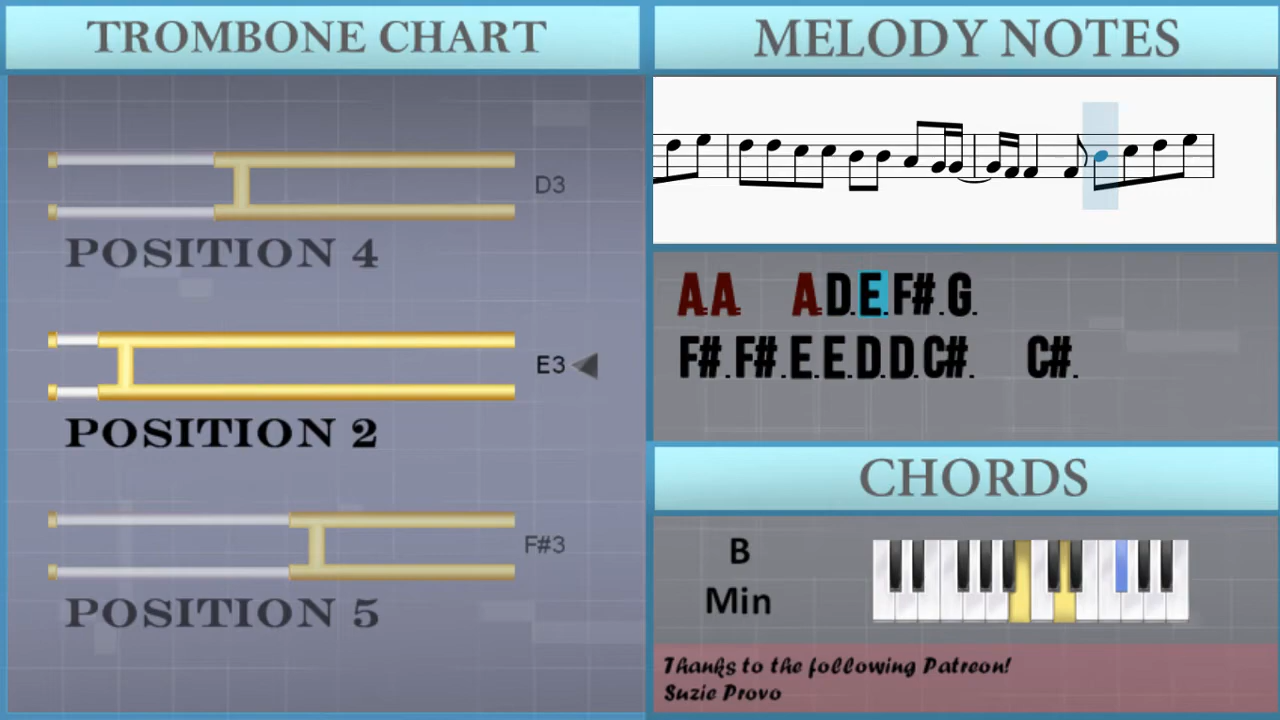 TROMBONE CHART
D3
POSITION 4
E3
POSITION 2
F#3
POSITION 5
MELODY NOTES
A.A. A.D.E.F#.G.
F#.F#.E.E.D.D.C#. C#.
CHORDS
B
Min
Thanks to the following Patreon!
Suzie Provo